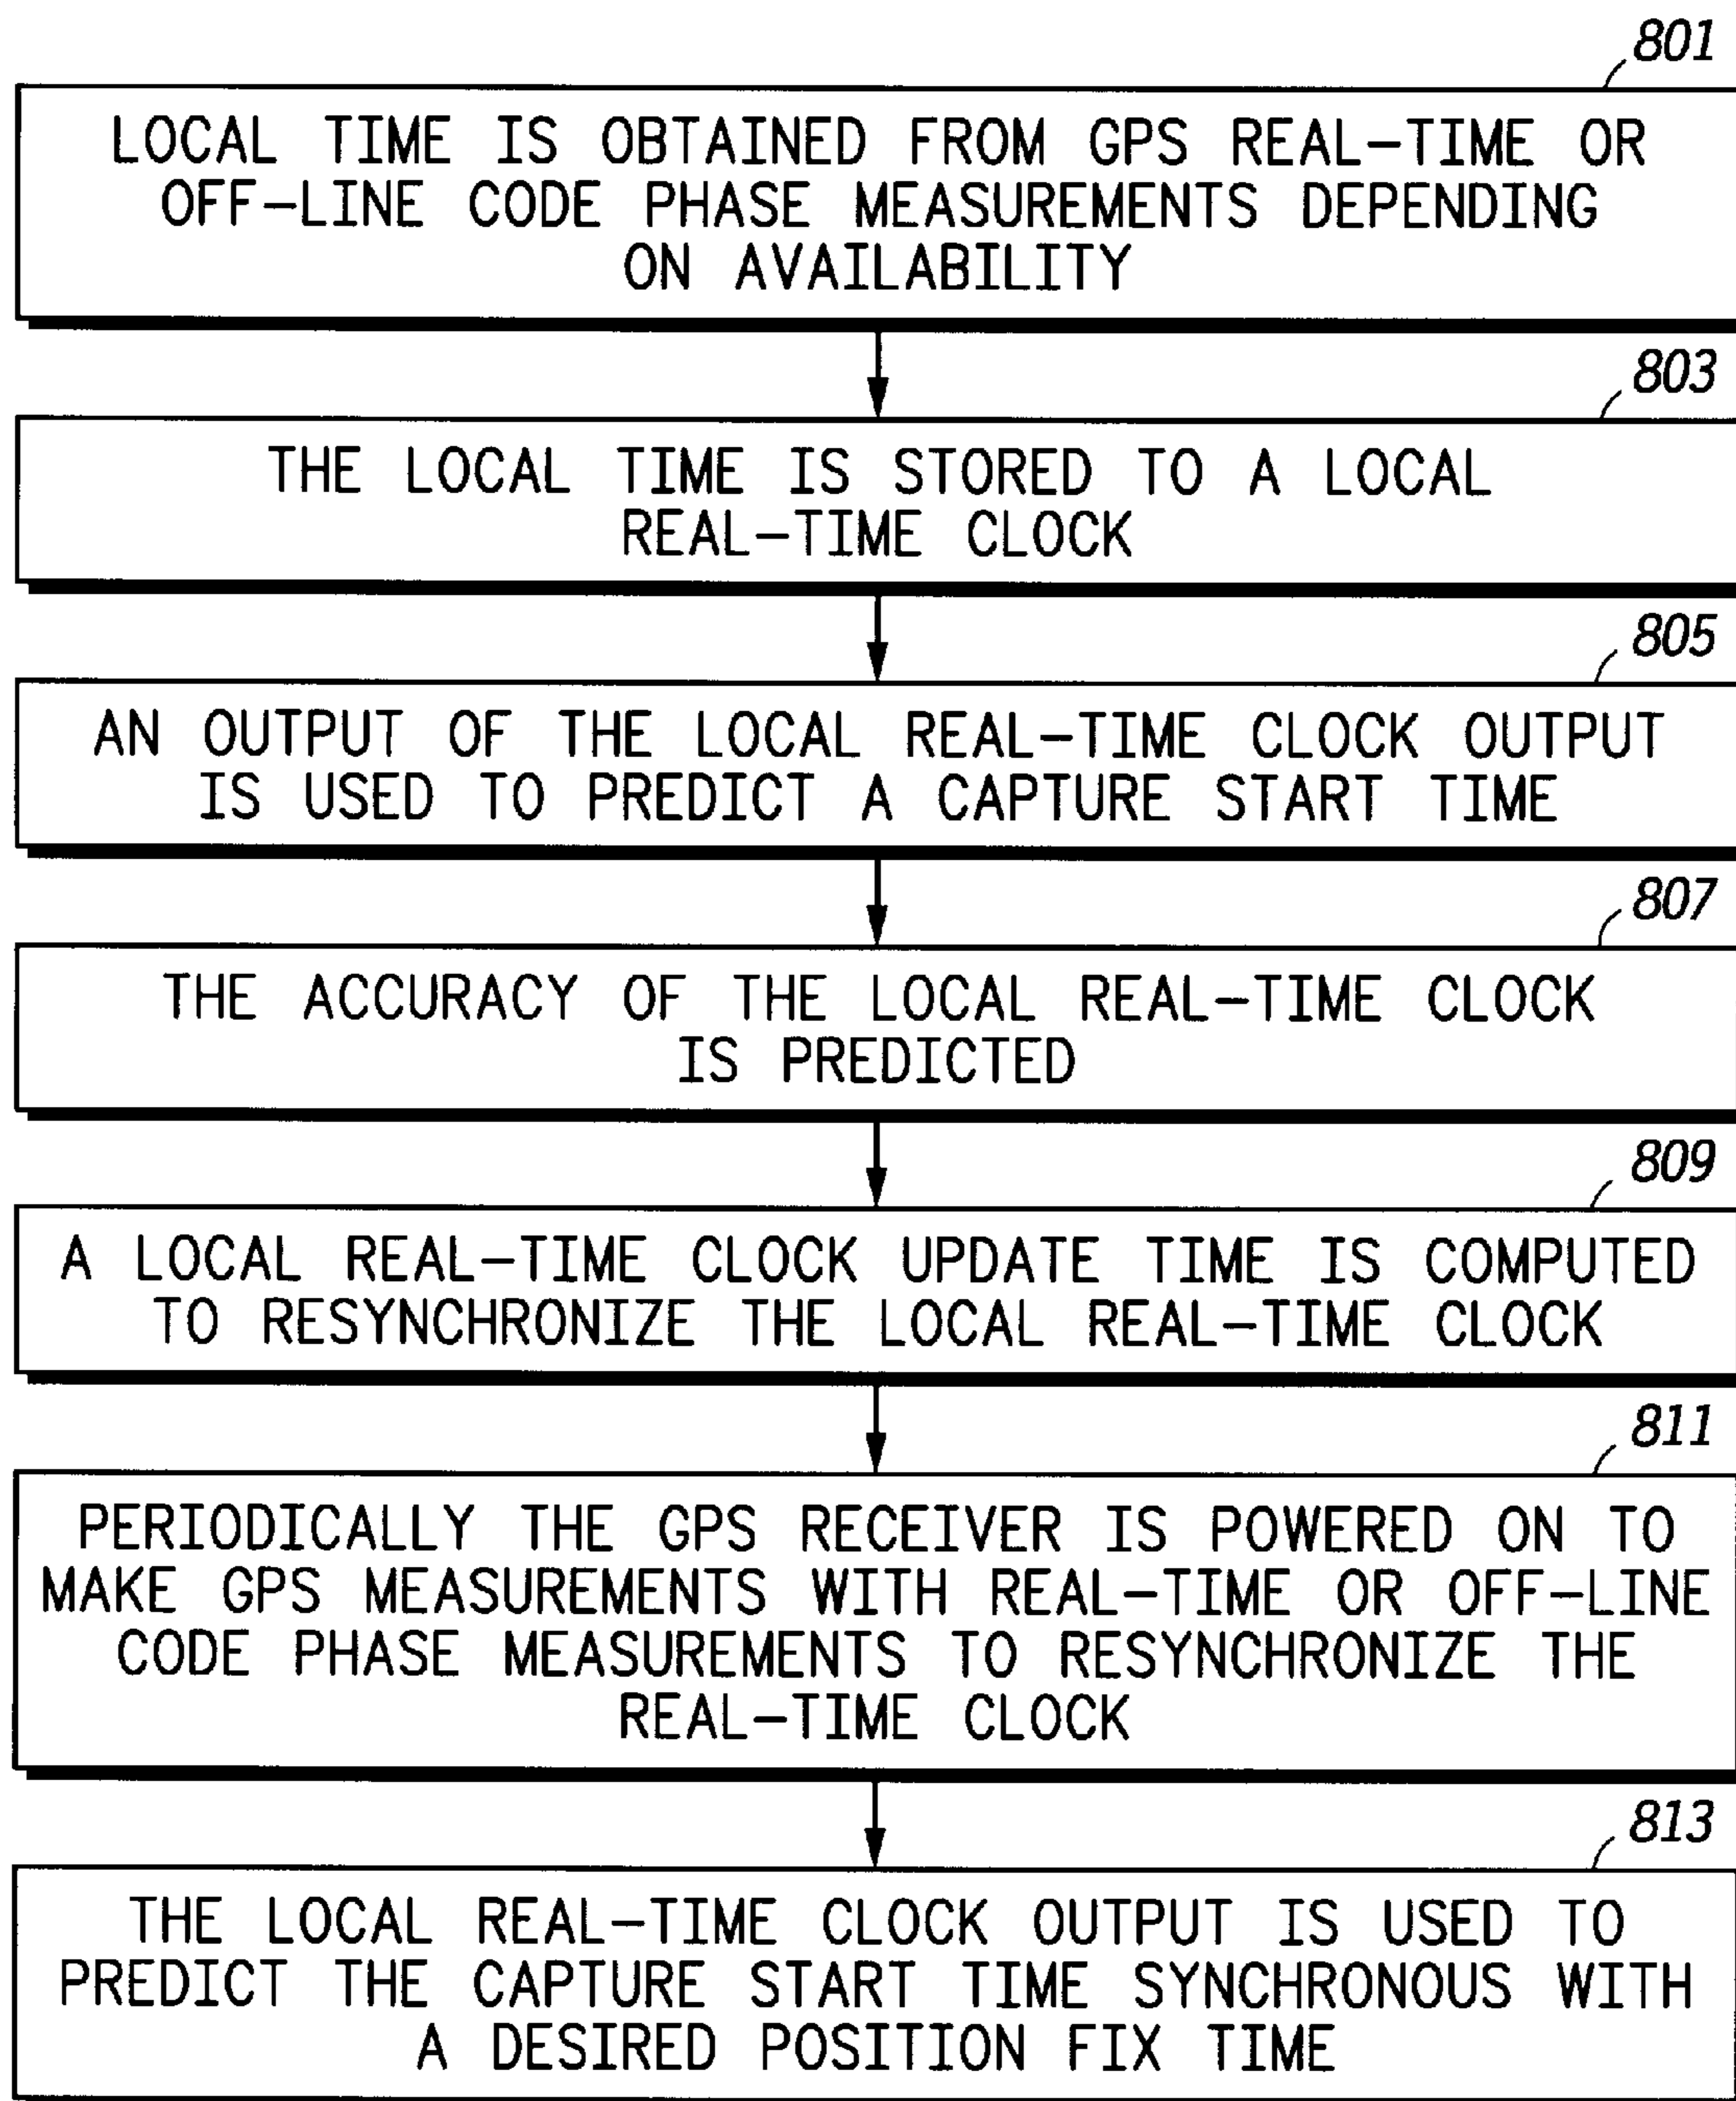 801
LOCAL TIME IS OBTAINED FROM GPS REAL-TIME OR
OFF-LINE CODE PHASE MEASUREMENTS DEPENDING
ON AVAILABILITY
803
THE LOCAL TIME IS STORED TO A LOCAL
REAL-TIME CLOCK
805
AN OUTPUT OF THE LOCAL REAL-TIME CLOCK OUTPUT
IS USED TO PREDICT A CAPTURE START TIME
807
THE ACCURACY OF THE LOCAL REAL-TIME CLOCK
IS PREDICTED
809
A LOCAL REAL-TIME CLOCK UPDATE TIME IS COMPUTED
TO RESYNCHRONIZE THE LOCAL REAL-TIME CLOCK
811
PERIODICALLY THE GPS RECEIVER IS POWERED ON TO
MAKE GPS MEASUREMENTS WITH REAL-TIME OR OFF-LINE
CODE PHASE MEASUREMENTS TO RESYNCHRONIZE THE
REAL-TIME CLOCK
813
THE LOCAL REAL-TIME CLOCK OUTPUT IS USED TO
PREDICT THE CAPTURE START TIME SYNCHRONOUS WITH
A DESIRED POSITION FIX TIME